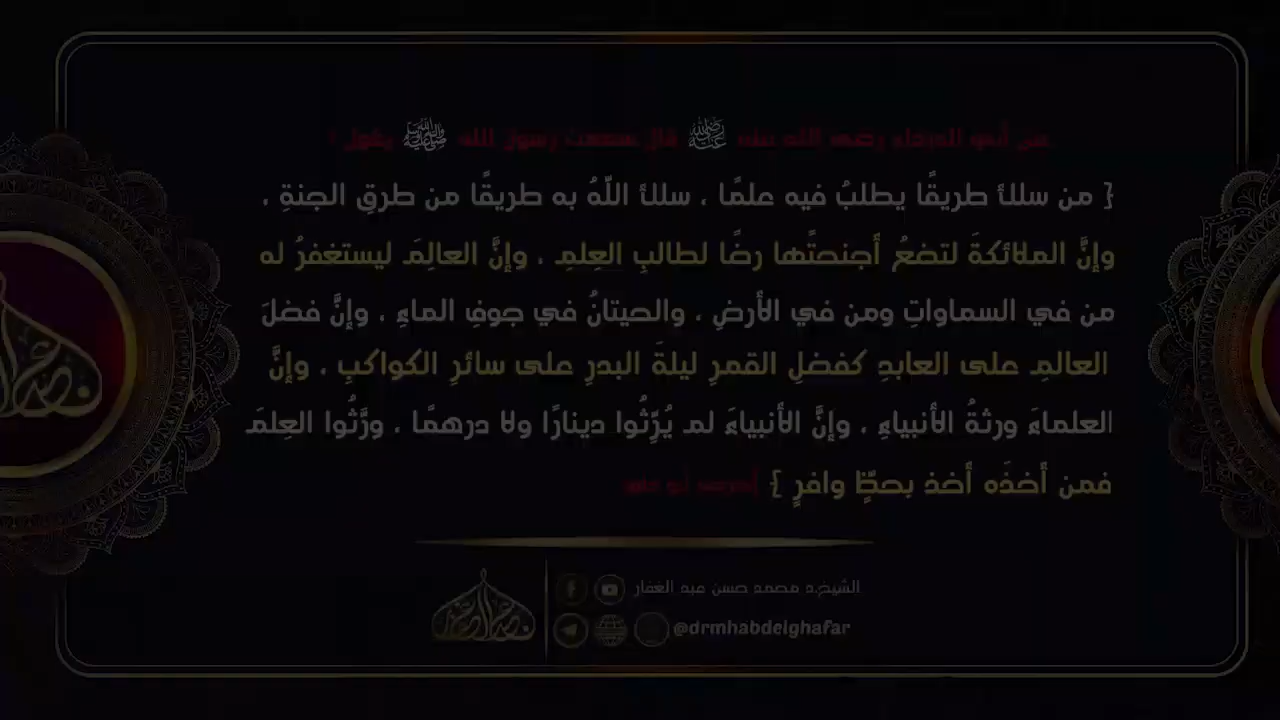 عن أبي الدرداء رضي الله عنه ﵁ قال سمعت رسول الله ﷺ يقول :
{ من سلك طريقًا يطلبُ فيه علمًا ، سلك اللّهُ به طريقًا من طرقِ الجنةِ ،
وإنَّ الملائكةَ لتضعُ أجنحتَها رضًا لطالبِ العِلمِ ، وإنَّ العالِمَ ليستغفرُ له
من في السماواتِ ومن في الأرضِ ، والحيتانُ في جوفِ الماءِ ، وإنَّ فضلَ
العالمِ على العابدِ كفضلِ القمرِ ليلةَ البدرِ على سائرِ الكواكبِ ، وإنَّ
العلماءَ ورثةُ الأنبياءِ ، وإنَّ الأنبياءَ لم يُورِّثُوا دينارًا ولا درهمًا ، ورَّثُوا العِلمَ
فمن أخذَه أخذ بحظٍّ وافرٍ }
الشيخ.د محمد حسن عبد الغفار
@drmhabdelghafar